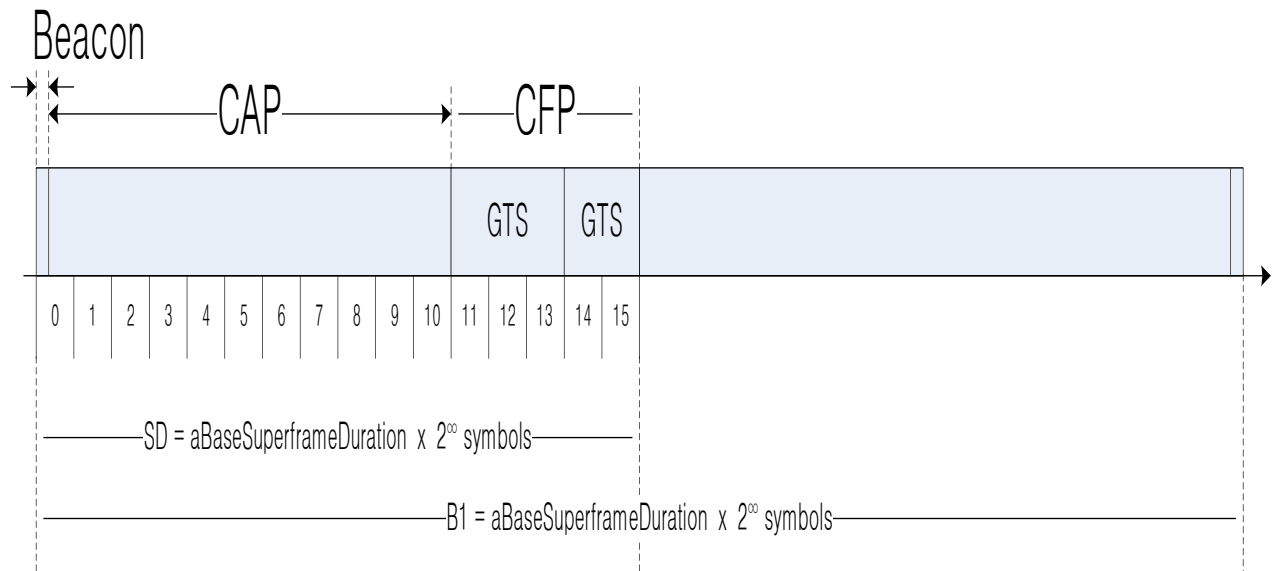 Beacon
CAP CFP
GTS GTS
0 1 2 3 4 5 6 7 8 9 10 11 12 13 14 15
SD = aBaseSuperframeDuration x 2^∞ symbols
B1 = aBaseSuperframeDuration x 2^∞ symbols